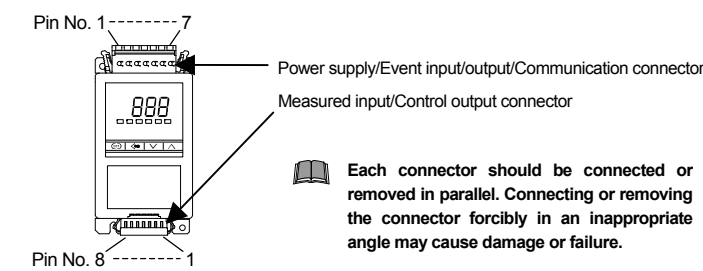 Pin No. 1 ------- 7
Power supply/Event input/output/Communication connector
888
Measured input/Control output connector
Each connector should be connected or
removed in parallel. Connecting or removing
the connector forcibly in an inappropriate
angle may cause damage or failure.
Pin No. 8 ------- 1